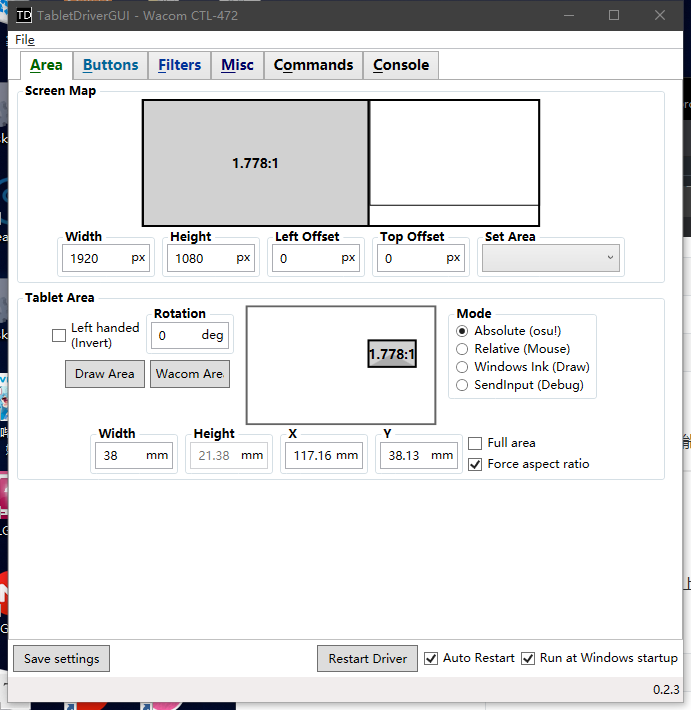 TD TabletDriverGUI - Wacom CTL-472
File
Area Buttons Filters Misc Commands Console
Screen Map
1.778:1
Width Height Left Offset Top Offset Set Area
1920 px 1080 px 0 px 0 px
Tablet Area
Left handed
(Invert)
Rotation
0 deg
Draw Area Wacom Are
1.778:1
Mode
Absolute (osu!)
Relative (Mouse)
Windows Ink (Draw)
SendInput (Debug)
Width Height X Y
38 mm 21.38 mm 117.16 mm 38.13 mm
Full area
Force aspect ratio
Save settings Restart Driver Auto Restart Run at Windows startup
0.2.3